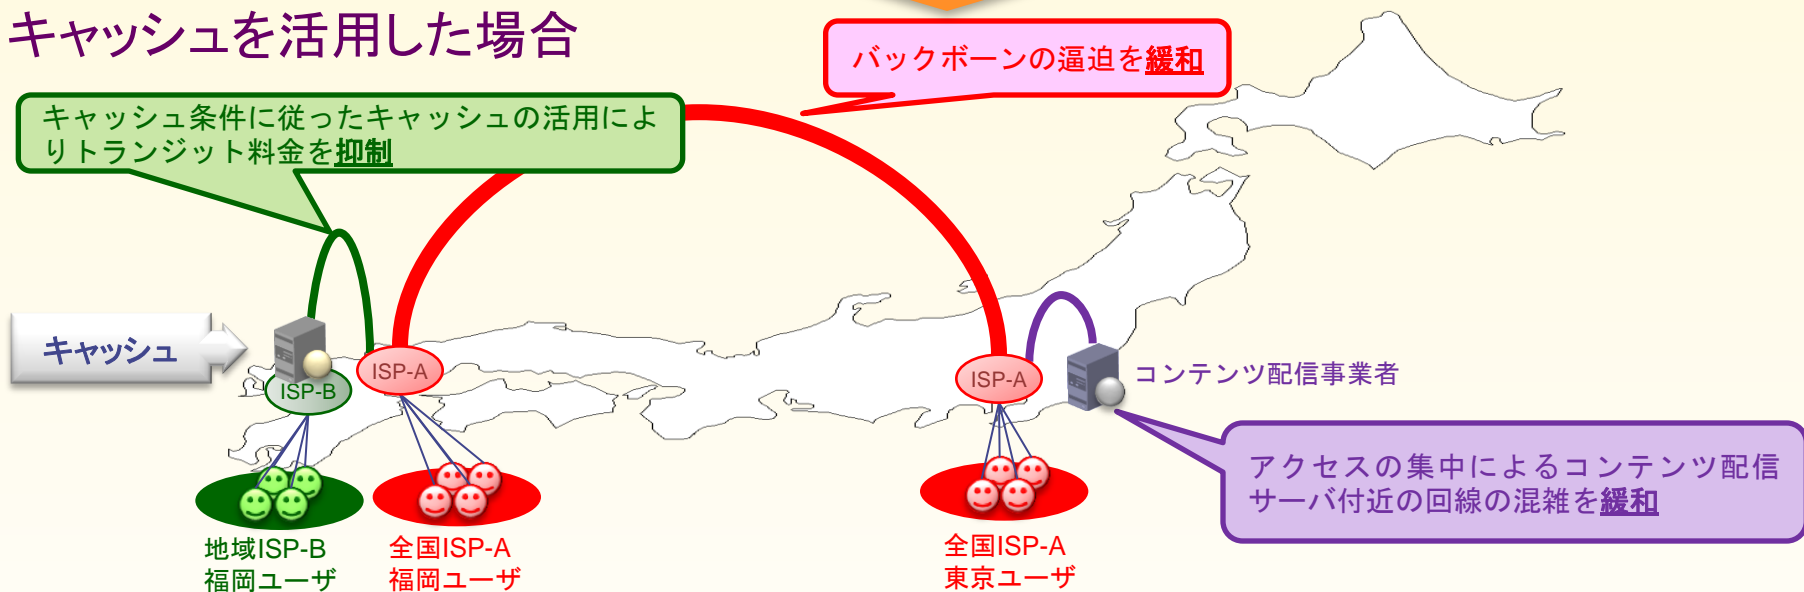 キャッシュを活用した場合
バックボーンの逼迫を緩和
キャッシュ条件に従ったキャッシュの活用によ
りトランジット料金を抑制
キャッシュ
ISP-B
ISP-A
ISP-A
コンテンツ配信事業者
アクセスの集中によるコンテンツ配信
サーバ付近の回線の混雑を緩和
地域ISP-B
福岡ユーザ
全国ISP-A
福岡ユーザ
全国ISP-A
東京ユーザ